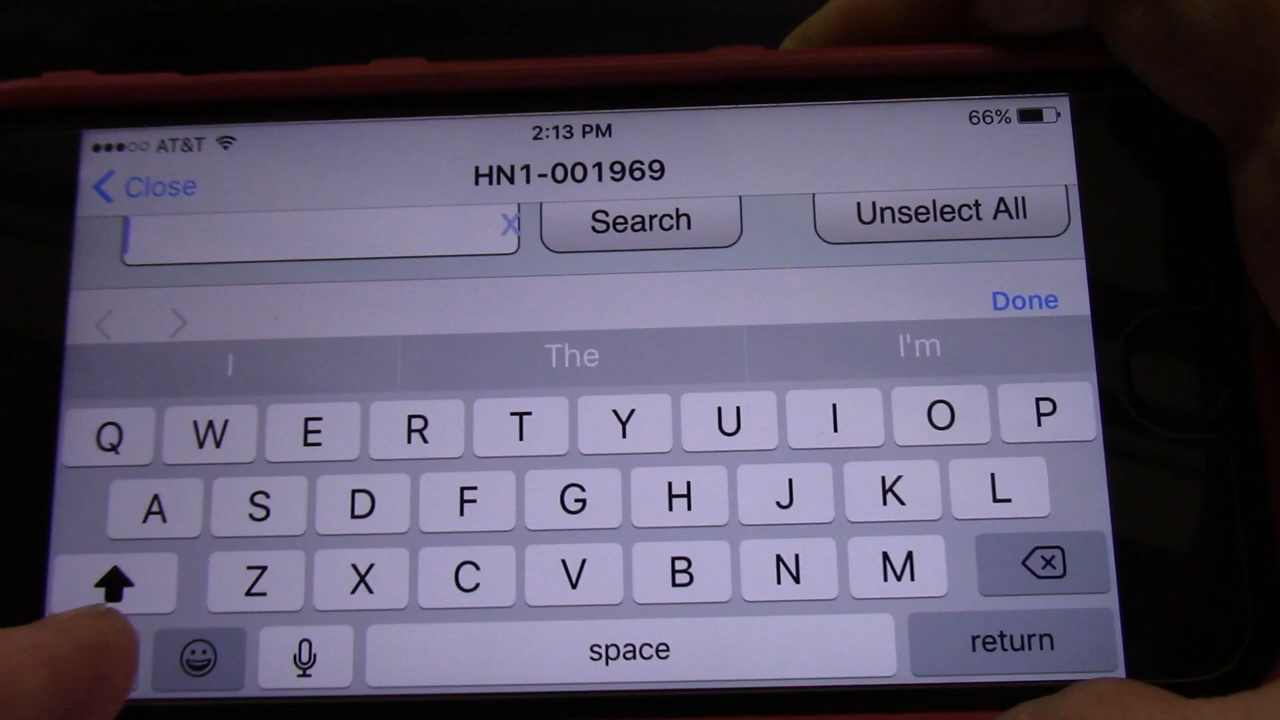 AT&T 2:13 PM 66%
Close HN1-001969
X Search Unselect All
Done
I The I'm
Q W E R T Y U I O P
A S D F G H J K L
Z X C V B N M
space return